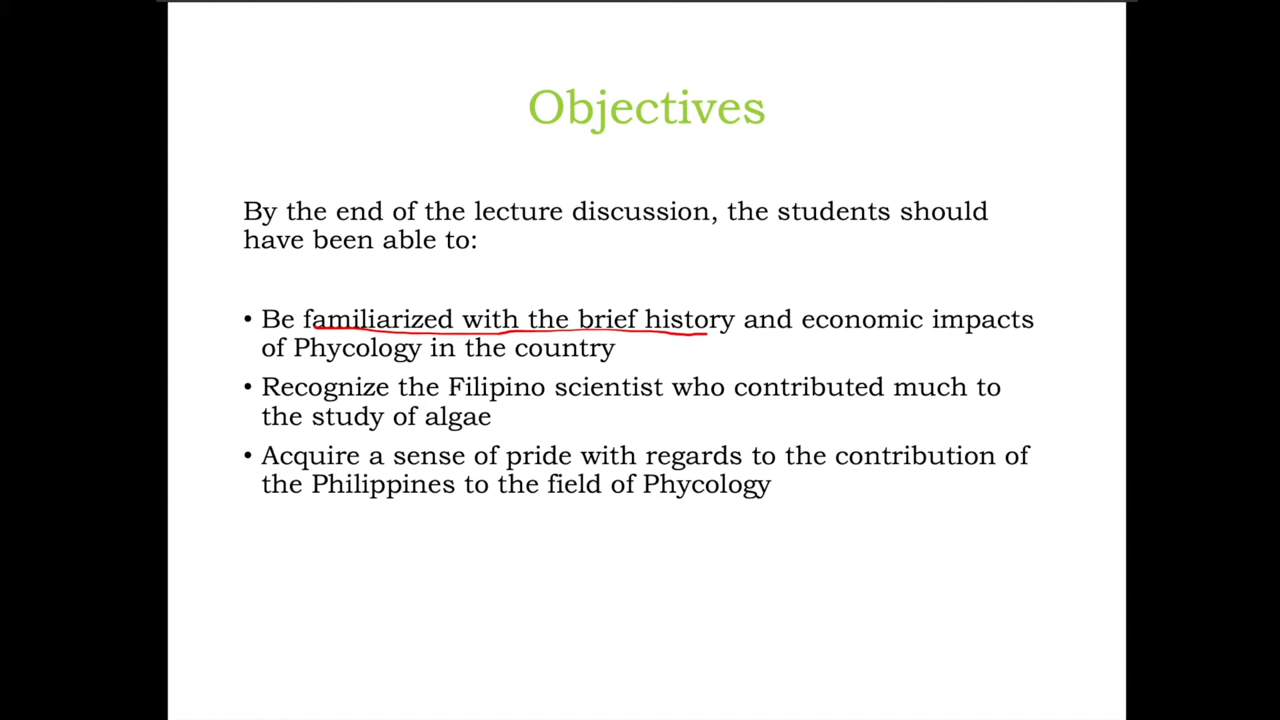 Objectives
By the end of the lecture discussion, the students should
have been able to:
• Be familiarized with the brief history and economic impacts
of Phycology in the country
• Recognize the Filipino scientist who contributed much to
the study of algae
• Acquire a sense of pride with regards to the contribution of
the Philippines to the field of Phycology